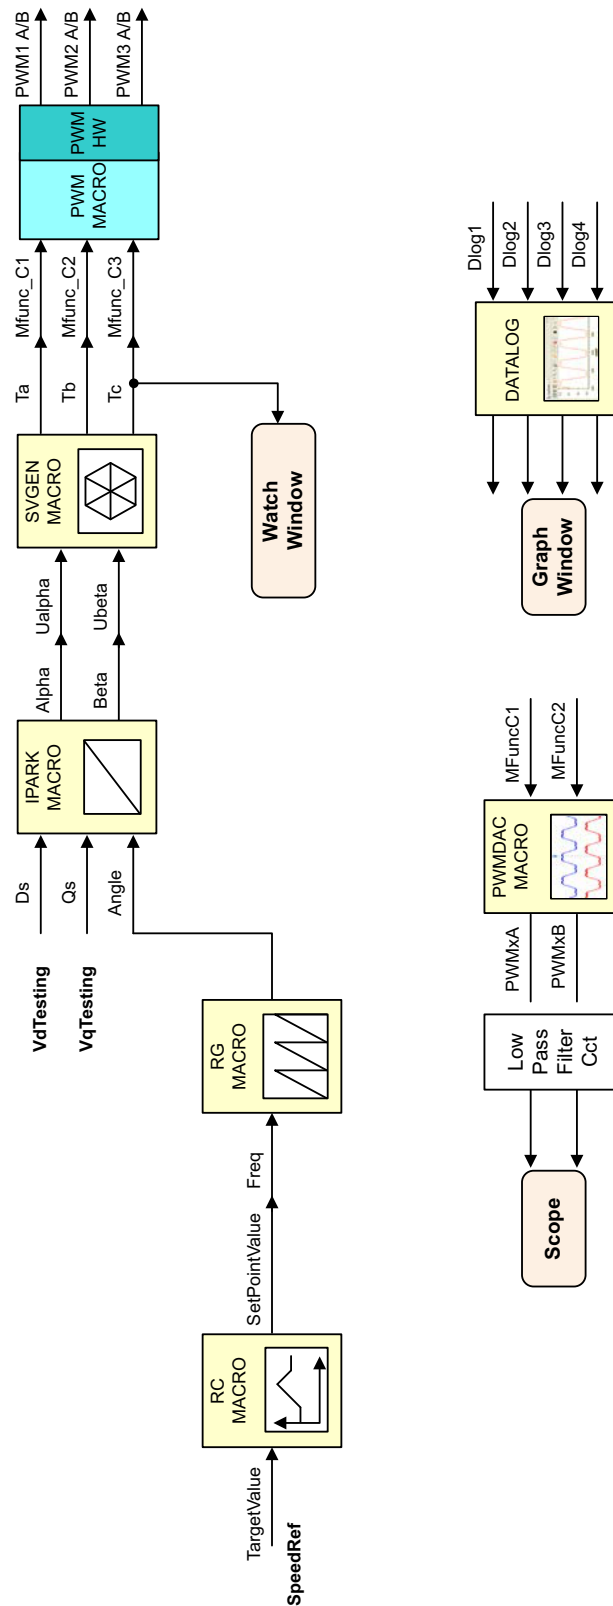 VdTesting
VqTesting
Ds
Qs
Angle
IPARK
MACRO
Alpha
Beta
Ualpha
Ubeta
SVGEN
MACRO
Ta
Tb
Tc
Mfunc_C1
Mfunc_C2
Mfunc_C3
PWM
MACRO
PWM
HW
PWM1 A/B
PWM2 A/B
PWM3 A/B
TargetValue
SpeedRef
RC
MACRO
SetPointValue
Freq
RG
MACRO
Watch
Window
Scope
Low
Pass
Filter
Cct
PWMxA
PWMxB
PWMDAC
MACRO
MFuncC1
MFuncC2
Graph
Window
DATALOG
Dlog1
Dlog2
Dlog3
Dlog4